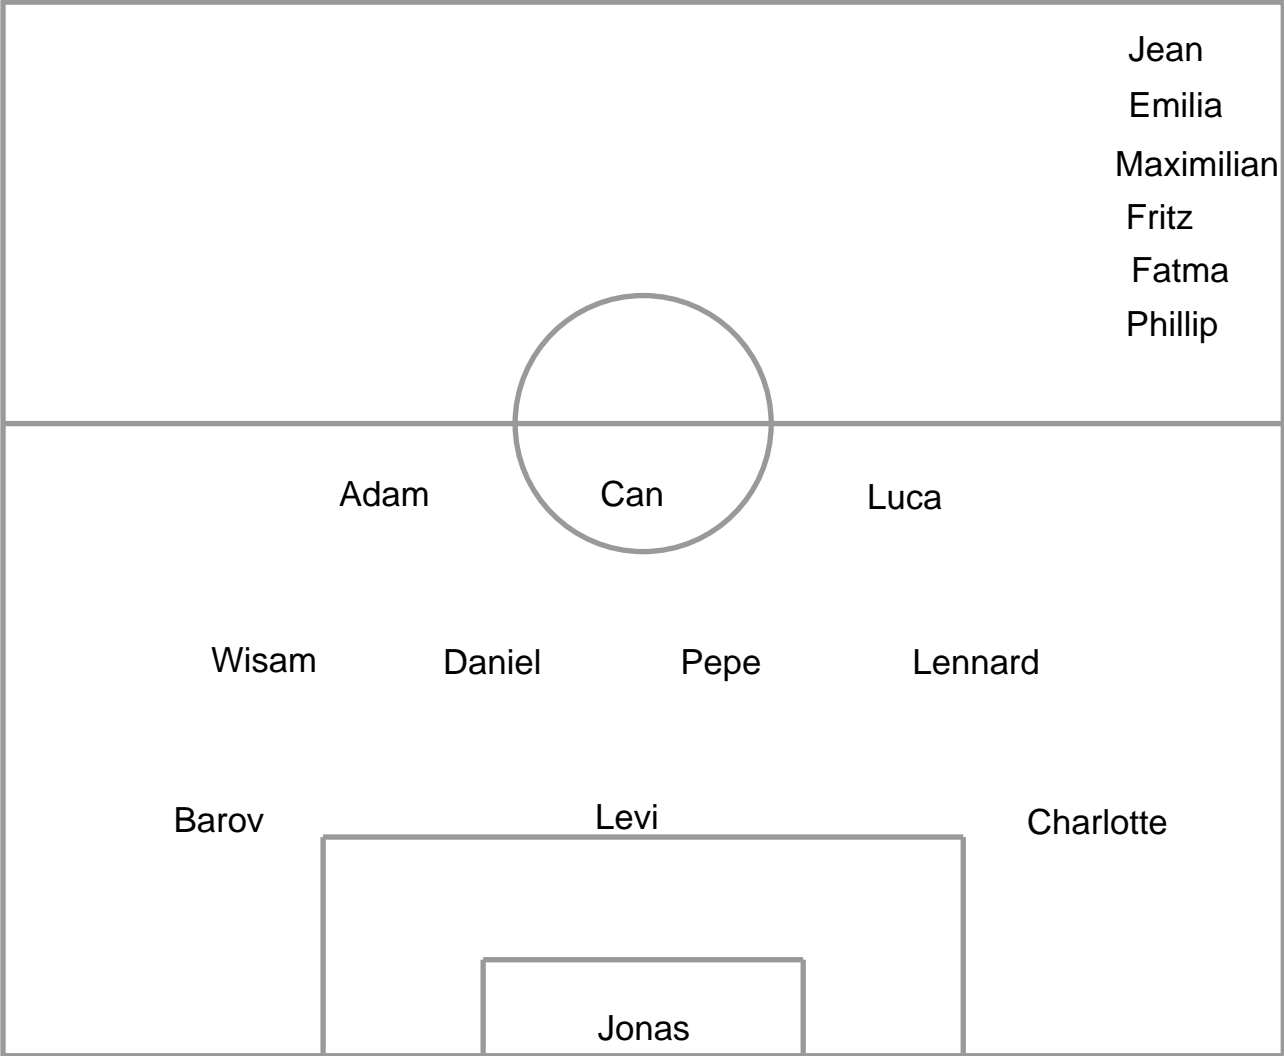 Jean
Emilia
Maximilian
Fritz
Fatma
Phillip
Adam Can Luca
Wisam Daniel Pepe Lennard
Barov Levi Charlotte
Jonas